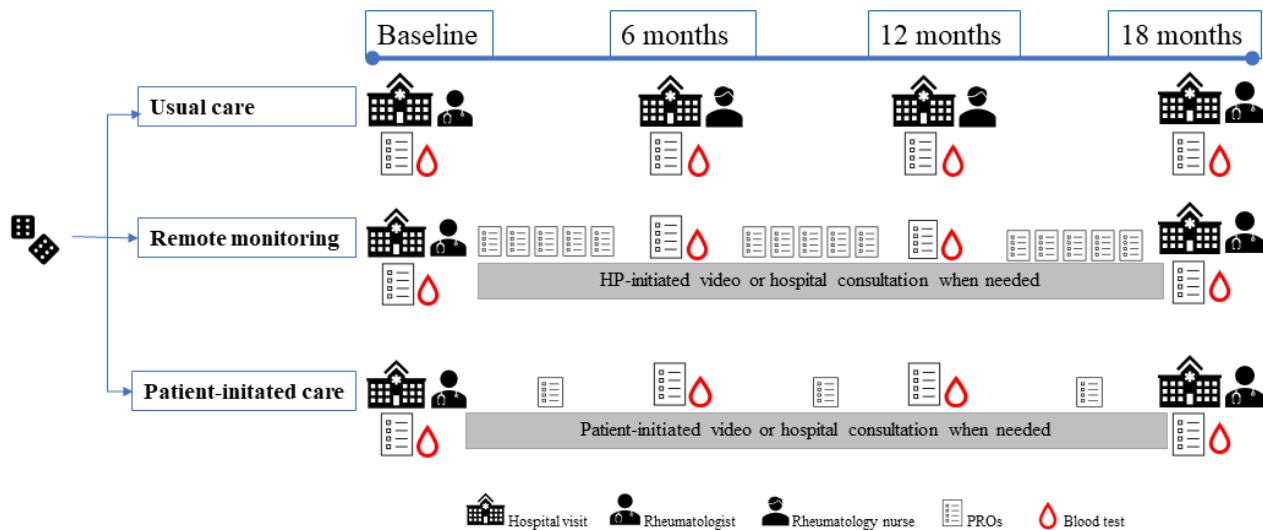 Baseline
6 months
12 months
18 months
Usual care
Remote monitoring
HP-initiated video or hospital consultation when needed
Patient-initated care
Patient-initiated video or hospital consultation when needed
Hospital visit
Rheumatologist
Rheumatology nurse
PROs
Blood test